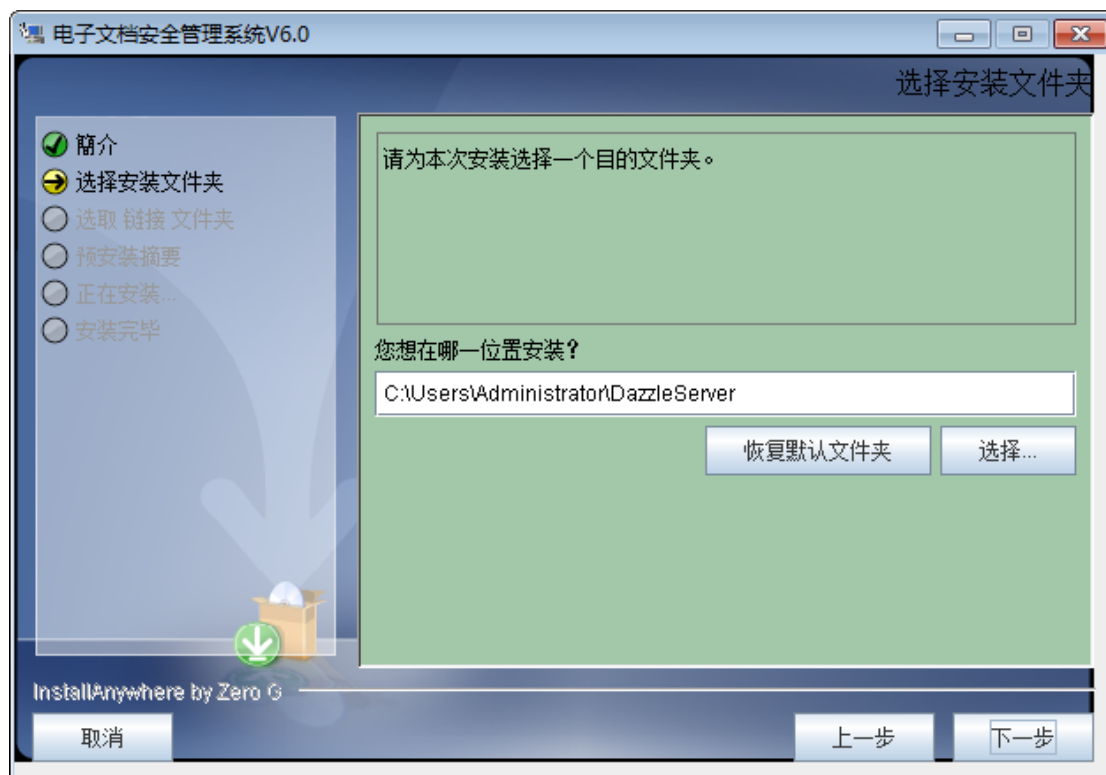 电子文档安全管理系统V6.0
选择安装文件夹
簡介
选择安装文件夹
选取 链接 文件夹
预安装摘要
正在安装...
安装完毕
请为本次安装选择一个目的文件夹。
您想在哪一位置安装？
C:\Users\Administrator\DazzleServer
恢复默认文件夹
选择...
InstallAnywhere by Zero G
取消
上一步
下一步